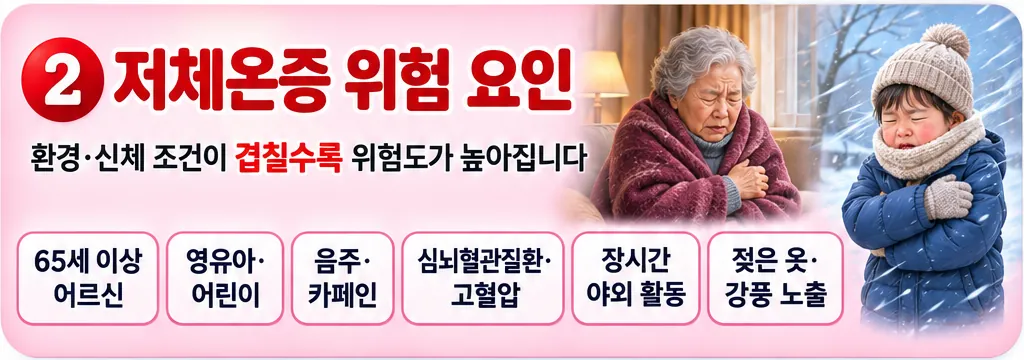 2 저체온증 위험 요인
환경·신체 조건이 겹칠수록 위험도가 높아집니다
65세 이상
어르신
영유아·
어린이
음주·
카페인
심뇌혈관질환·
고혈압
장시간
야외 활동
젖은 옷·
강풍 노출